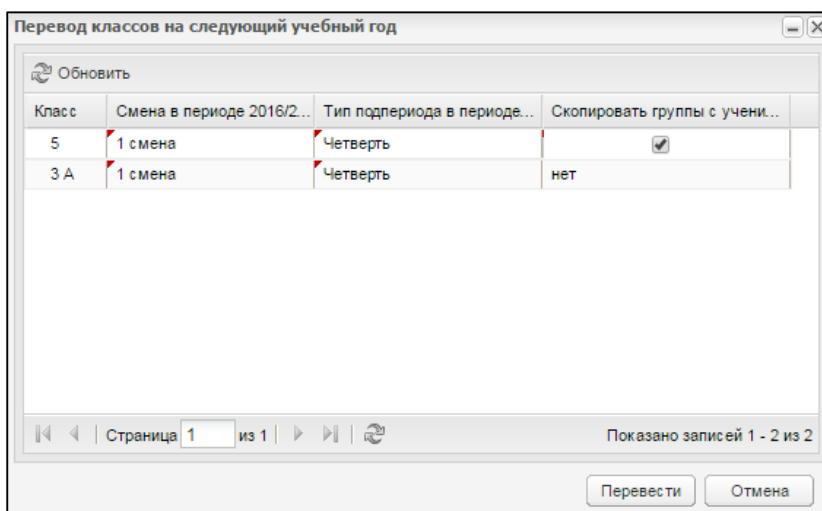 Перевод классов на следующий учебный год
Обновить
Класс Смена в периоде 2016/2... Тип подпериода в периоде... Скопировать группы с учени...
5 1 смена Четверть
3 А 1 смена Четверть нет
Страница 1 из 1 Показано записей 1 - 2 из 2
Перевести Отмена